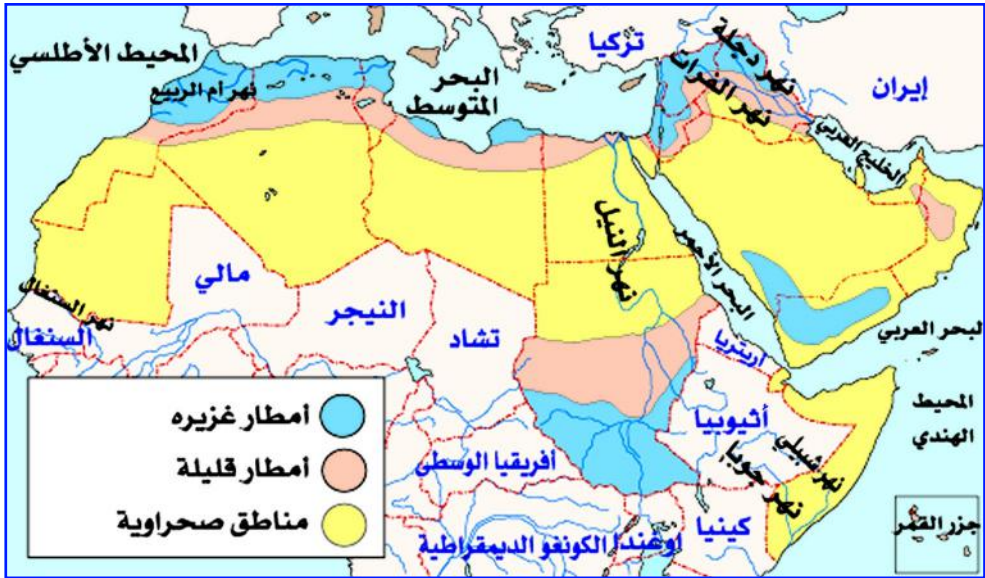 المحيط الأطلسي
البحر
المتوسط
تركيا
نهر دجلة
نهر الفرات
إيران
نهر أم الربيع
الخليج العربي
نهر النيل
البحر الأحمر
نهر السنغال
السنغال
مالي
النيجر
تشاد
اريتريا
لبحر العربي
أثيوبيا
المحيط
الهندي
نهر شبيلي
نهر جوبا
أفريقيا الوسطى
كينيا
اوغندا
الكونغو الديمقراطية
جزر القمر
أمطار غزيره
أمطار قليلة
مناطق صحراوية